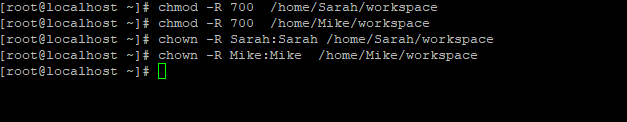 [root@localhost ~]# chmod -R 700  /home/Sarah/workspace
[root@localhost ~]# chmod -R 700  /home/Mike/workspace
[root@localhost ~]# chown -R Sarah:Sarah /home/Sarah/workspace
[root@localhost ~]# chown -R Mike:Mike  /home/Mike/workspace
[root@localhost ~]#